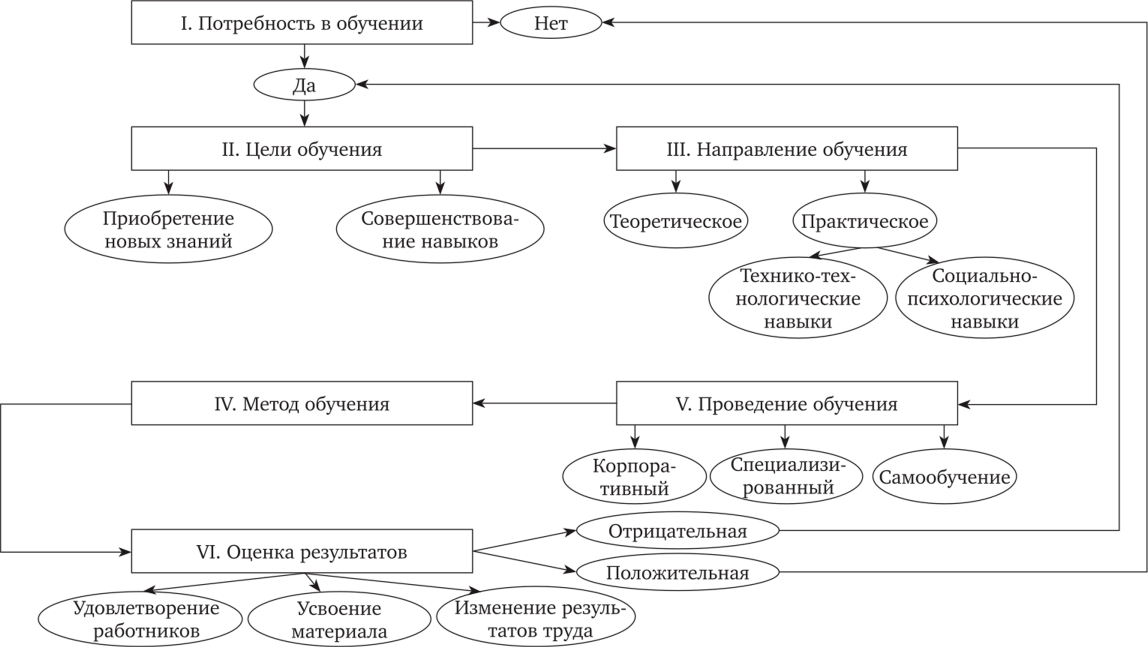 I. Потребность в обучении
Нет
Да
II. Цели обучения
III. Направление обучения
Приобретение
новых знаний
Совершенствова-
ние навыков
Теоретическое
Практическое
Технико-тех-
нологические
навыки
Социально-
психологические
навыки
IV. Метод обучения
V. Проведение обучения
Корпора-
тивный
Специализи-
рованный
Самообучение
VI. Оценка результатов
Отрицательная
Положительная
Удовлетворение
работников
Усвоение
материала
Изменение резуль-
татов труда